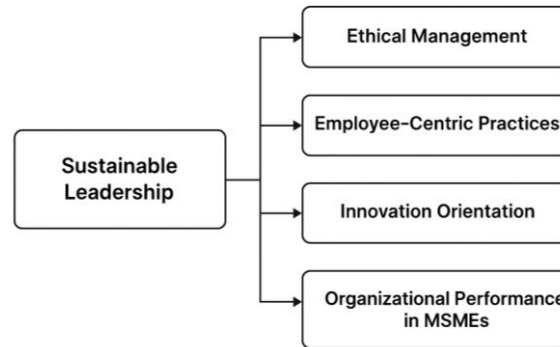 Ethical Management
Employee-Centric Practices
Sustainable
Leadership
Innovation Orientation
Organizational Performance
in MSMEs